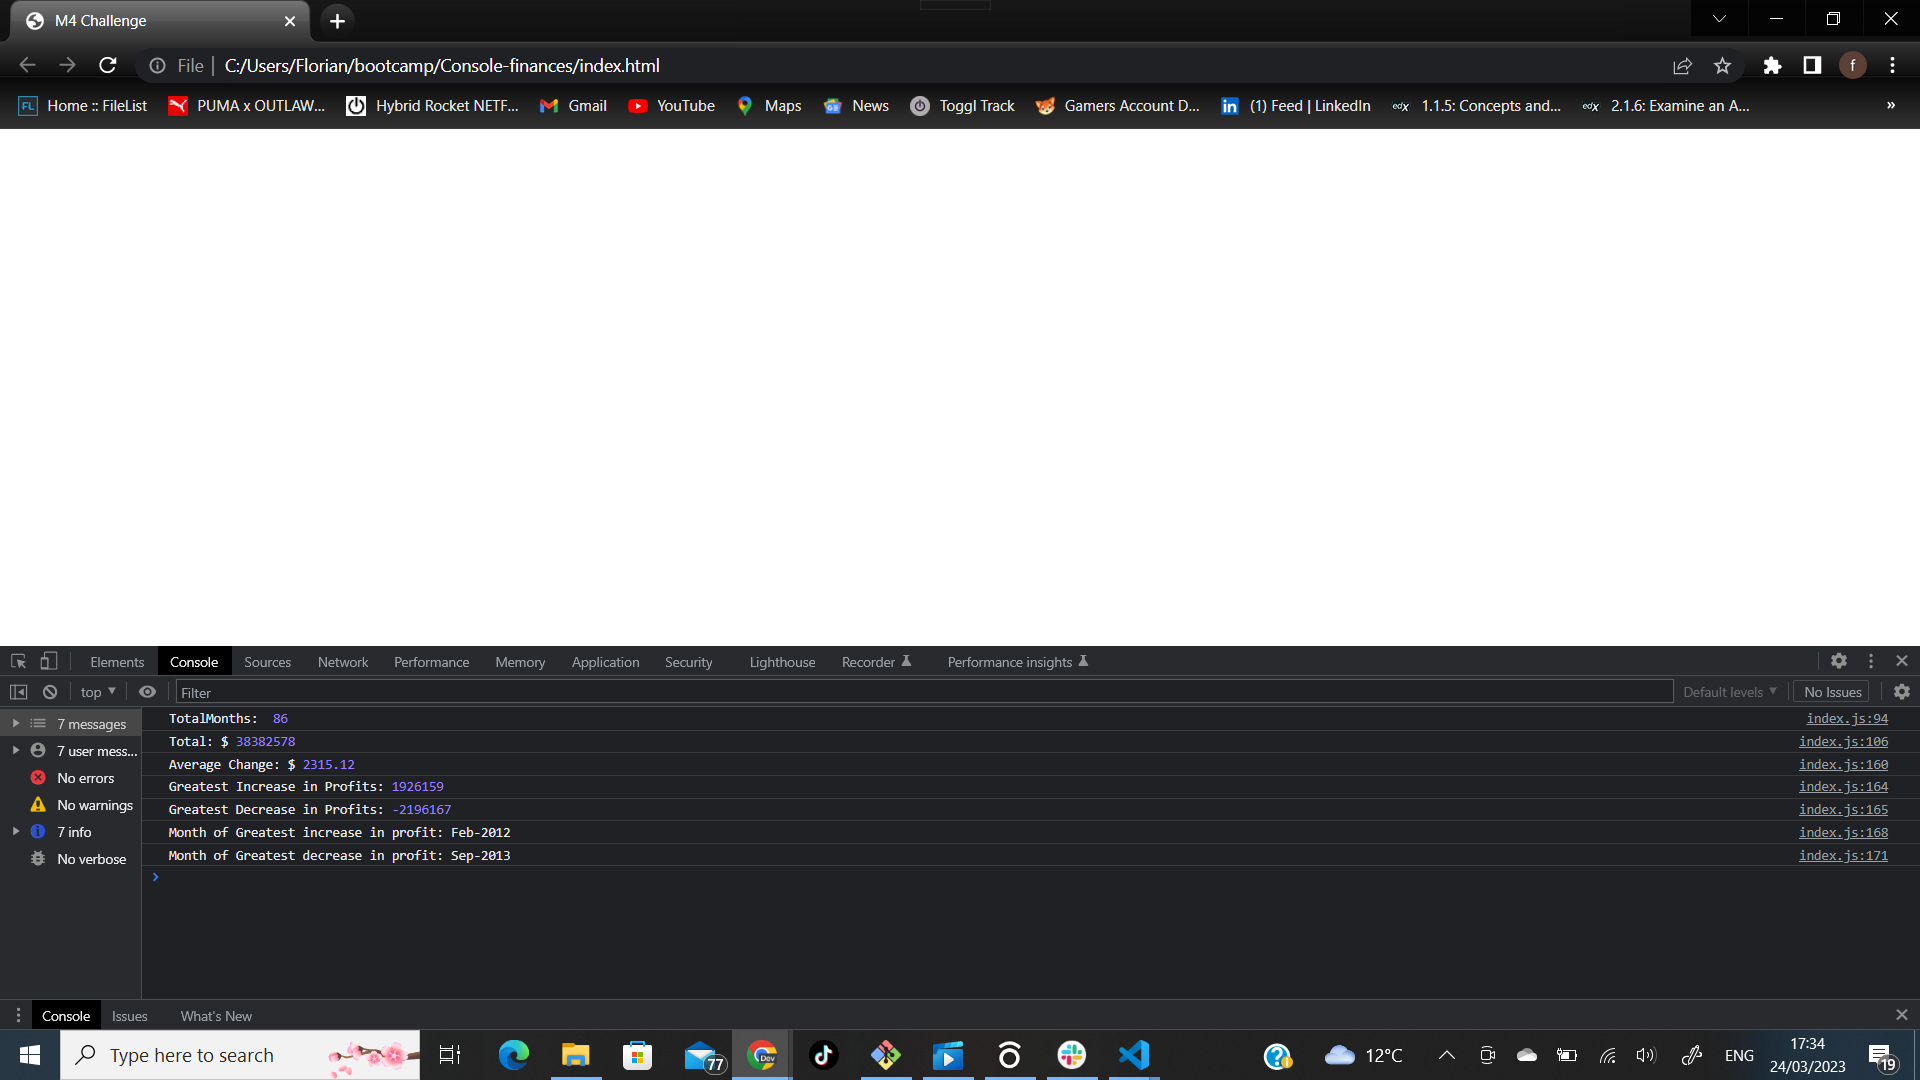 M4 Challenge
File | C:/Users/Florian/bootcamp/Console-finances/index.html
f
Home :: FileList PUMA x OUTLAW... Hybrid Rocket NETF... Gmail YouTube Maps News Toggl Track Gamers Account D... (1) Feed | LinkedIn edx 1.1.5: Concepts and... edx 2.1.6: Examine an A... »
Elements Console Sources Network Performance Memory Application Security Lighthouse Recorder Performance insights
top Filter Default levels No Issues
7 messages
7 user mess...
No errors
No warnings
7 info
No verbose
TotalMonths: 86 index.js:94
Total: $ 38382578 index.js:106
Average Change: $ 2315.12 index.js:160
Greatest Increase in Profits: 1926159 index.js:164
Greatest Decrease in Profits: -2196167 index.js:165
Month of Greatest increase in profit: Feb-2012 index.js:168
Month of Greatest decrease in profit: Sep-2013 index.js:171
Console Issues What's New
Type here to search 77 Dev 12°C ENG 17:34
24/03/2023 19